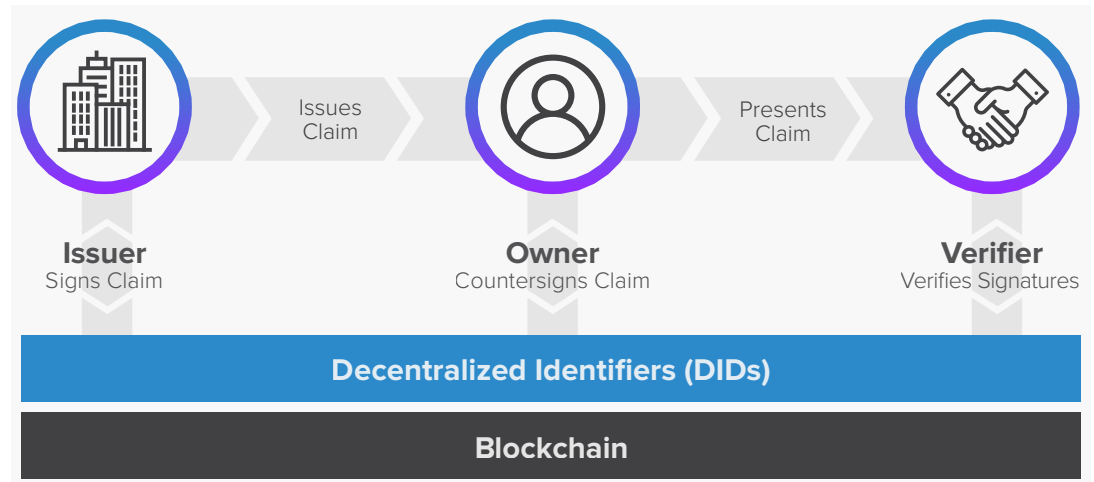 Issues
Claim
Presents
Claim
Issuer
Signs Claim
Owner
Countersigns Claim
Verifier
Verifies Signatures
Decentralized Identifiers (DIDs)
Blockchain